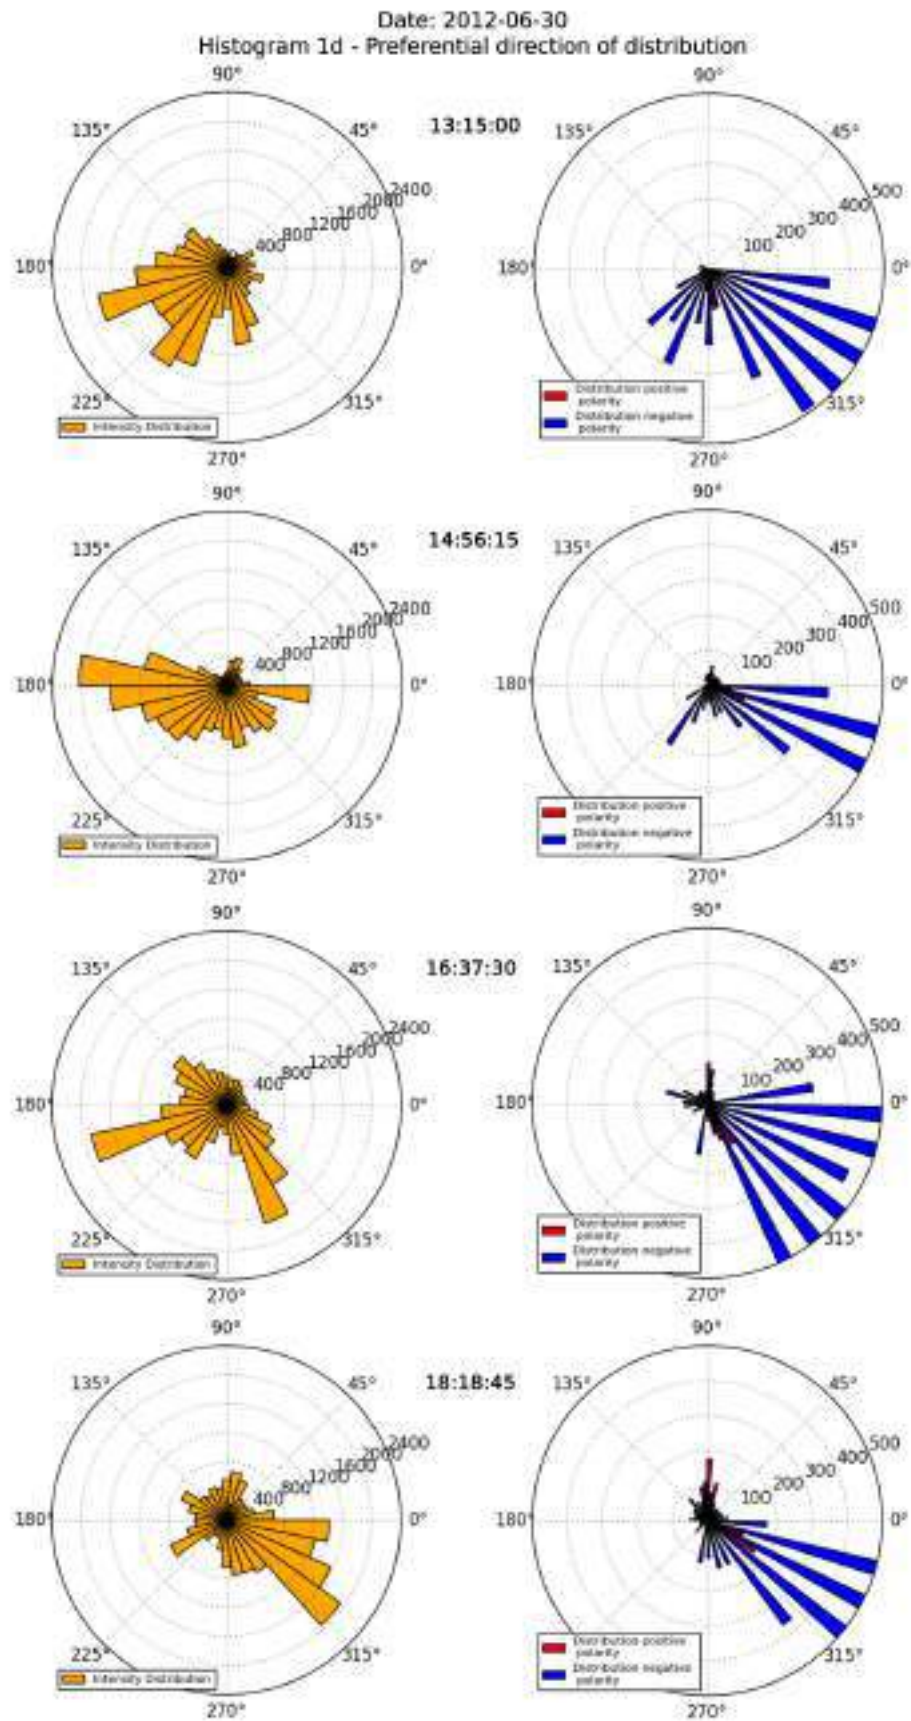 Date: 2012-06-30
Histogram 1d - Preferential direction of distribution
90°
90°
13:15:00
135°
45°
135°
45°
400 800 1200 1600 2000 2400
100 200 300 400 500
180°
0°
180°
0°
225°
315°
315°
Intensity Distribution
Distribution positive
polarity
Distribution negative
polarity
270°
270°
90°
90°
14:56:15
135°
45°
135°
45°
400 800 1200 1600 2000 2400
100 200 300 400 500
180°
0°
180°
0°
225°
315°
315°
Intensity Distribution
Distribution positive
polarity
Distribution negative
polarity
270°
270°
90°
90°
16:37:30
135°
45°
135°
45°
400 800 1200 1600 2000 2400
100 200 300 400 500
180°
0°
180°
0°
225°
315°
315°
Intensity Distribution
Distribution positive
polarity
Distribution negative
polarity
270°
270°
90°
90°
18:18:45
135°
45°
135°
45°
400 800 1200 1600 2000 2400
100 200 300 400 500
180°
0°
180°
0°
225°
315°
315°
Intensity Distribution
Distribution positive
polarity
Distribution negative
polarity
270°
270°